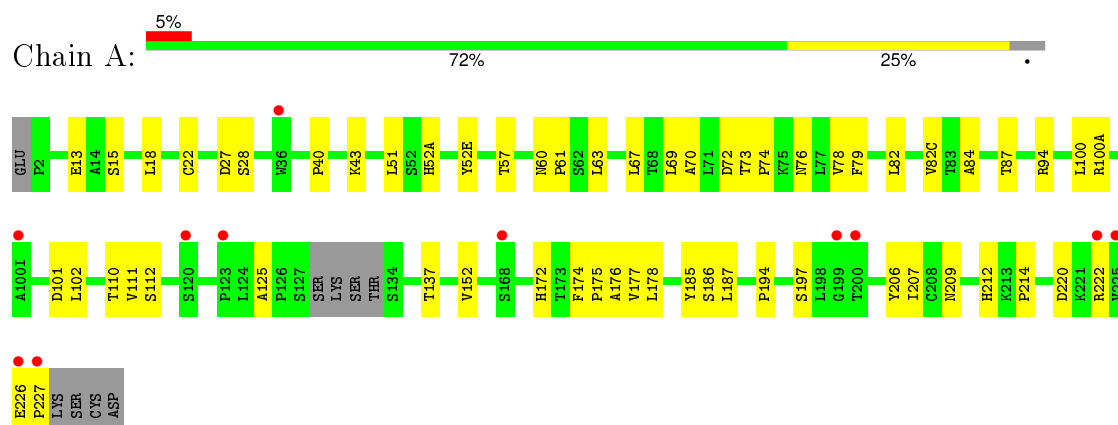 5%
Chain A:
72% 25% •
GLU P2 E13 A14 S15 L18 C22 D27 S28 W36 P40 K43 L51 S52 H52A Y52E T57 N60 P61 S62 L63 L67 T68 L69 A70 L71 D72 T73 P74 K75 N76 L77 V78 F79 L82 V82C T83 A84 T87 R94 L100 R100A
A100I D101 L102 T110 V111 S112 S120 P123 L124 A125 P126 S127 SER LYS SER THR S134 T137 V152 S168 H172 T173 F174 P175 A176 V177 L178 Y185 S186 L187 P194 S197 L198 G199 T200 Y206 I207 C208 N209 H212 K213 P214 D220 K221 R222 V225
E226 P227 LYS SER CYS ASP